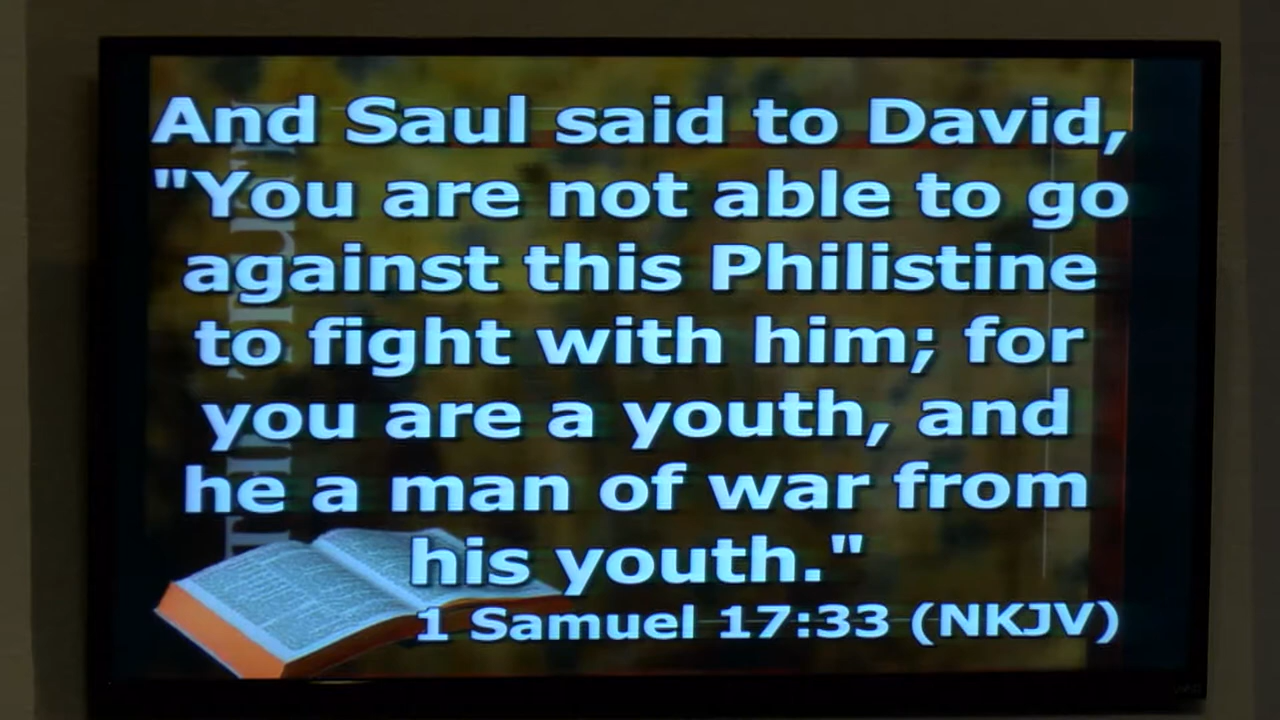 And Saul said to David,
"You are not able to go
against this Philistine
to fight with him; for
you are a youth, and
he a man of war from
his youth."
1 Samuel 17:33 (NKJV)